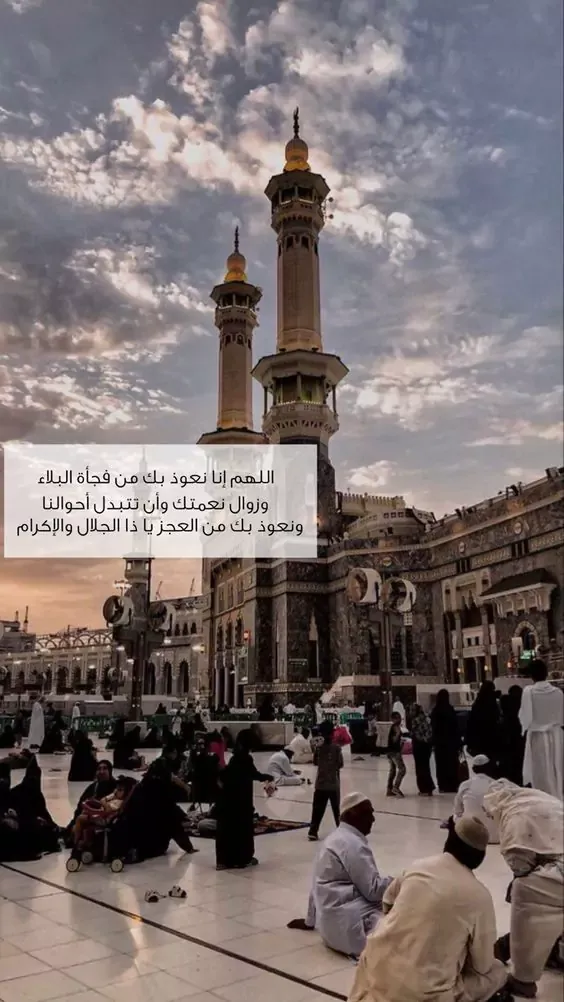 اللهم إنا نعوذ بك من فجأة البلاء
وزوال نعمتك وأن تتبدل أحوالنا
ونعوذ بك من العجز يا ذا الجلال والإكرام